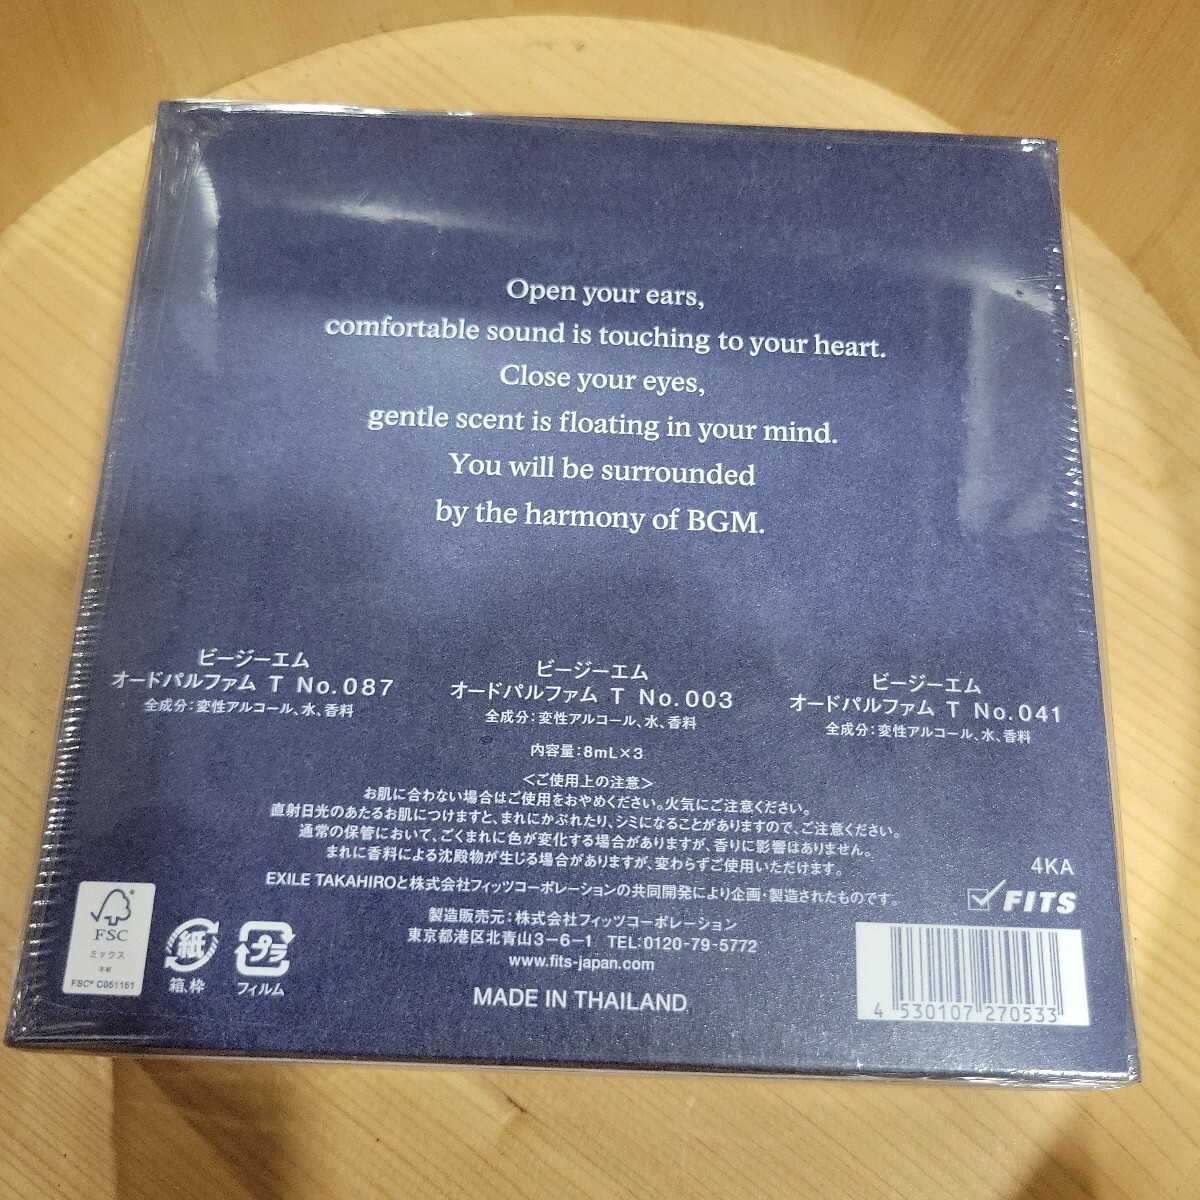 Open your ears,
comfortable sound is touching to your heart.
Close your eyes,
gentle scent is floating in your mind.
You will be surrounded
by the harmony of BGM.
ビージーエム
オードパルファム T No.087
全成分：変性アルコール、水、香料
ビージーエム
オードパルファム T No.003
全成分：変性アルコール、水、香料
ビージーエム
オードパルファム T No.041
全成分：変性アルコール、水、香料
内容量：8mL×3
＜ご使用上の注意＞
お肌に合わない場合はご使用をおやめください。火気にご注意ください。
直射日光のあたるお肌につけますと、まれにかぶれたり、シミになることがありますので、ご注意ください。
通常の保管において、ごくまれに色が変化する場合がありますが、香りに影響はありません。
まれに香料による沈殿物が生じる場合がありますが、変わらずご使用いただけます。
EXILE TAKAHIROと株式会社フィッツコーポレーションの共同開発により企画・製造されたものです。
製造販売元：株式会社フィッツコーポレーション
東京都港区北青山3-6-1 TEL:0120-79-5772
www.fits-japan.com
MADE IN THAILAND
FSC
ミックス
FSC® C051151
紙
箱、枠
プラ
フィルム
4KA
FITS
4 530107 270533